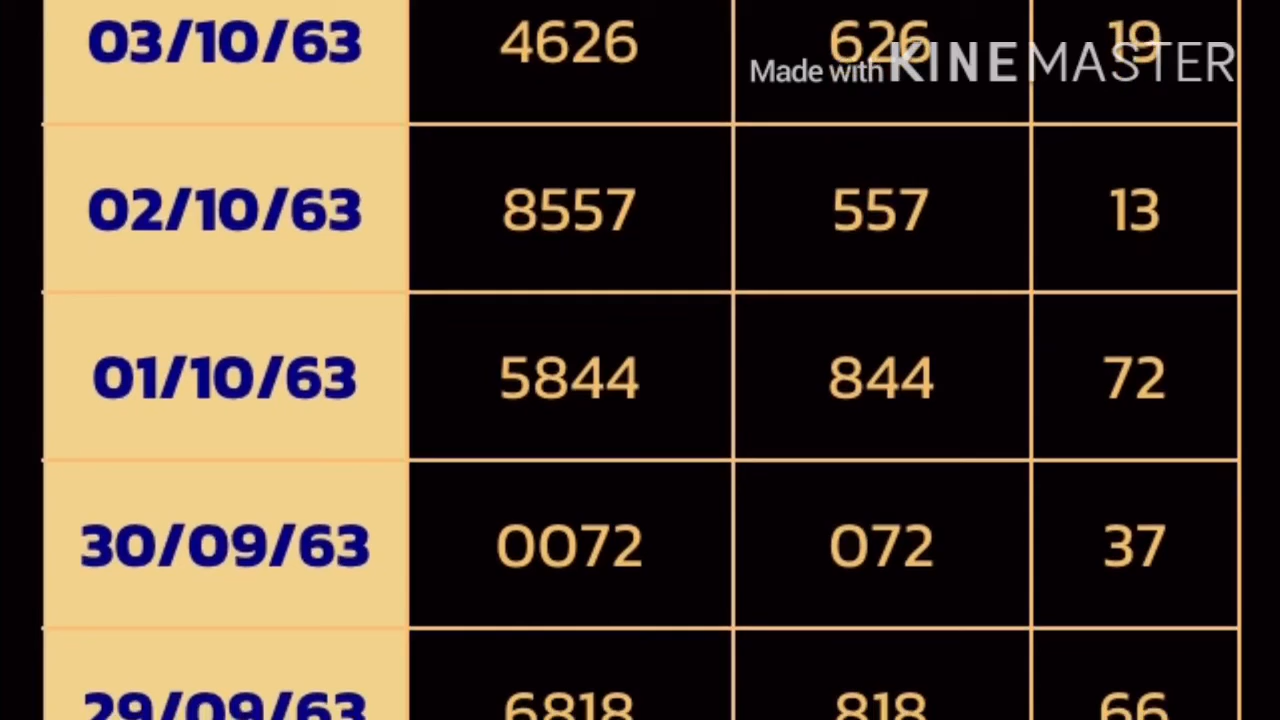 03/10/63 4626 626 19
Made with KINEMASTER
02/10/63 8557 557 13
01/10/63 5844 844 72
30/09/63 0072 072 37
29/09/63 6818 818 66